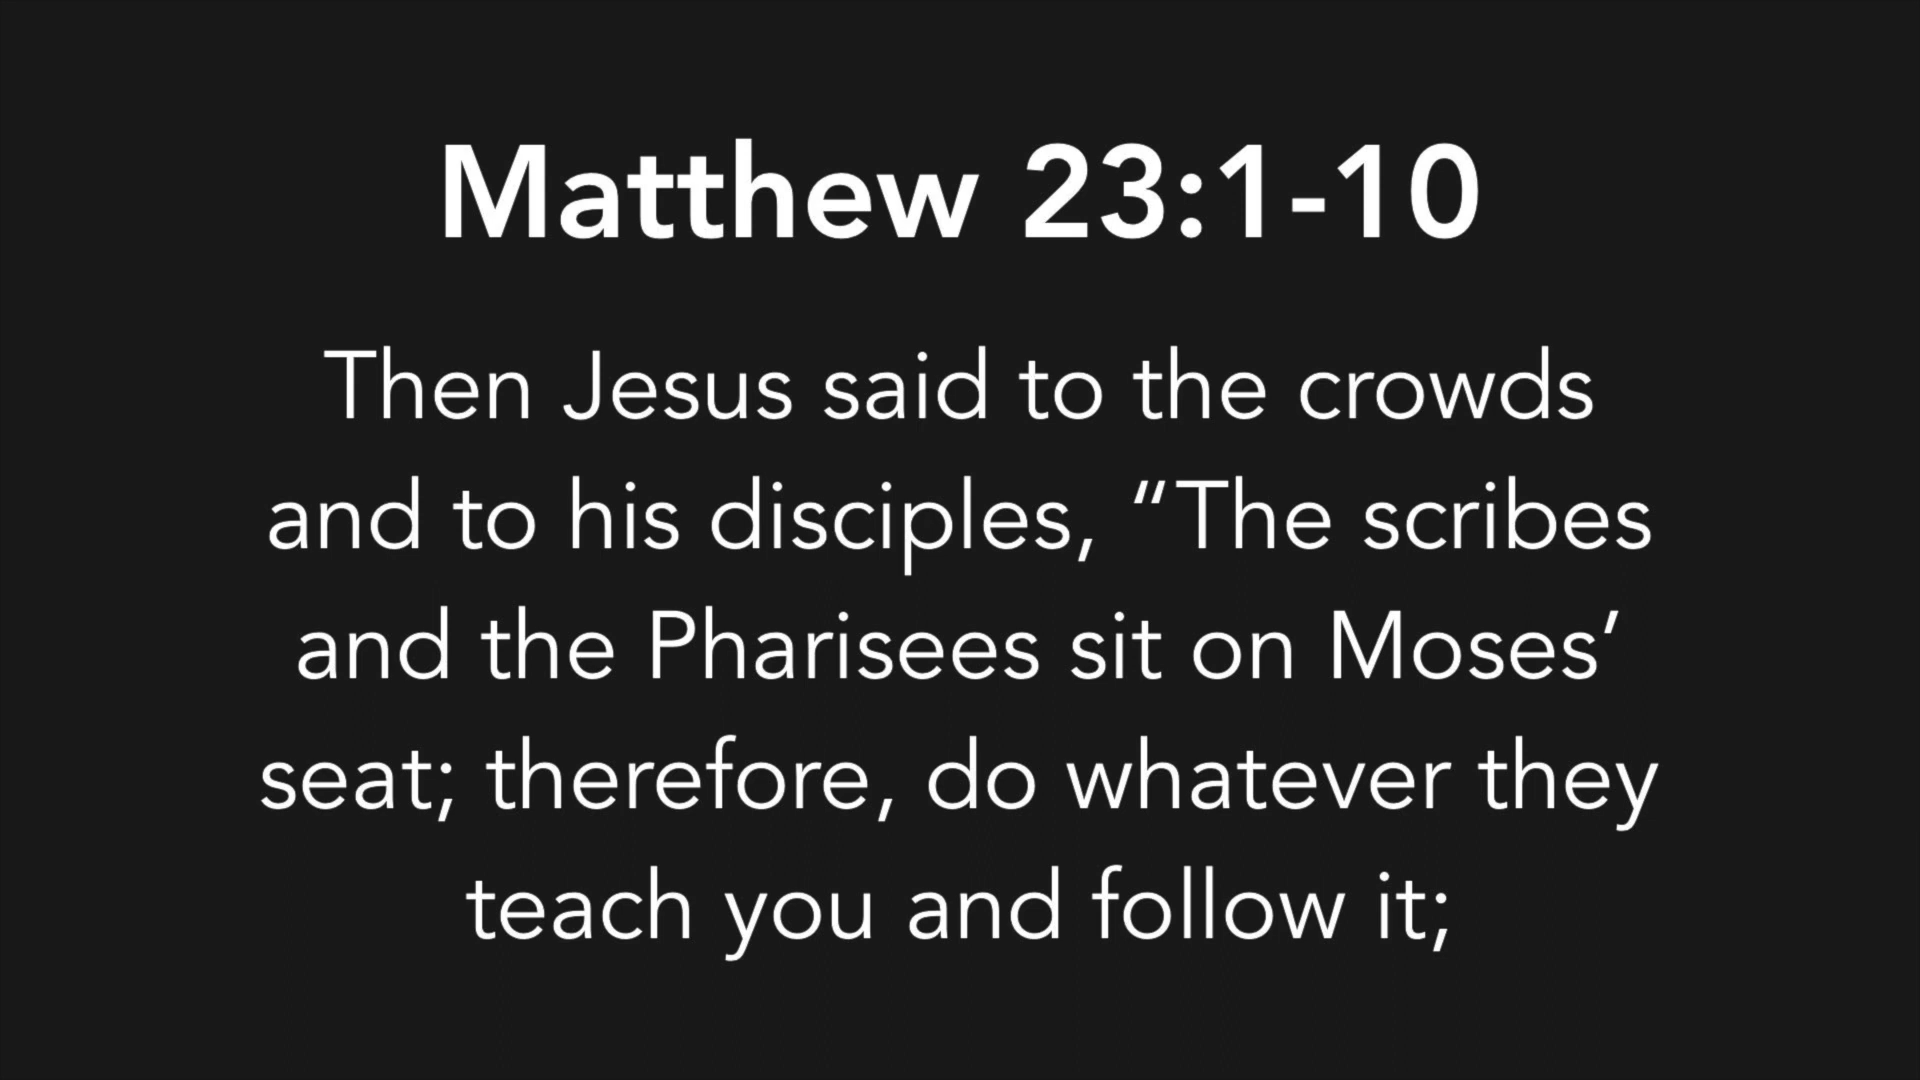 Matthew 23:1-10
Then Jesus said to the crowds
and to his disciples, “The scribes
and the Pharisees sit on Moses’
seat; therefore, do whatever they
teach you and follow it;